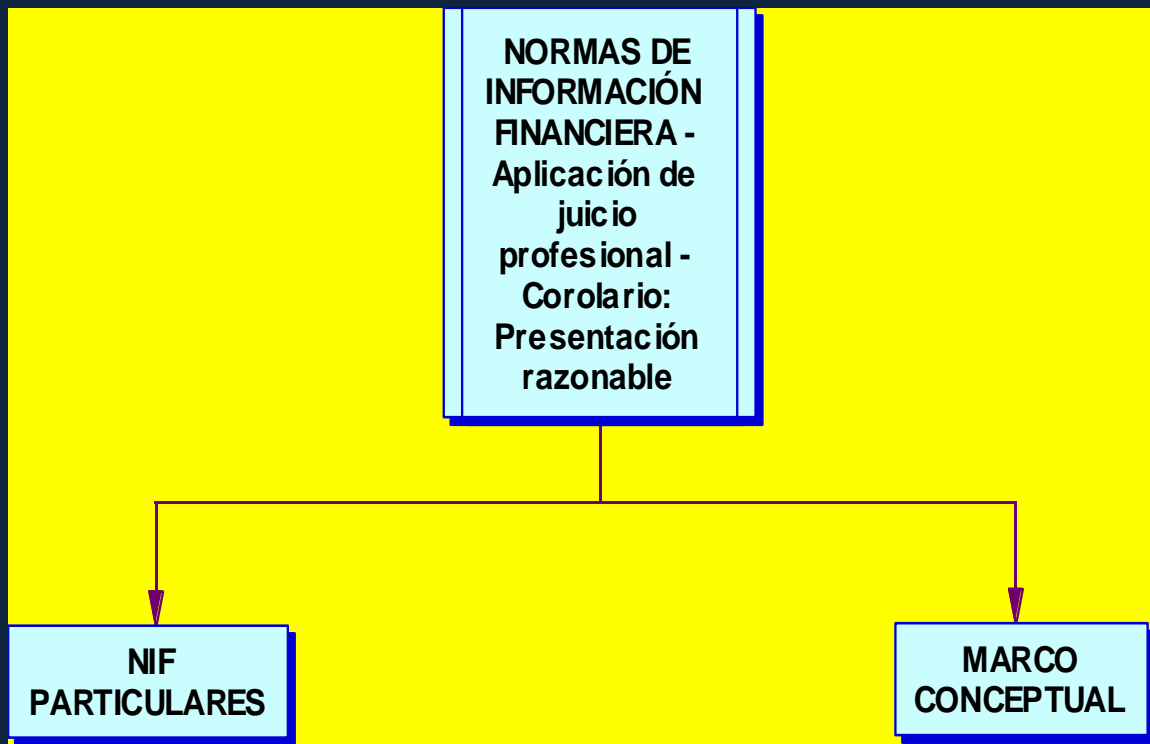 NORMAS DE
INFORMACIÓN
FINANCIERA -
Aplicación de
juicio
profesional -
Corolario:
Presentación
razonable
NIF
PARTICULARES
MARCO
CONCEPTUAL